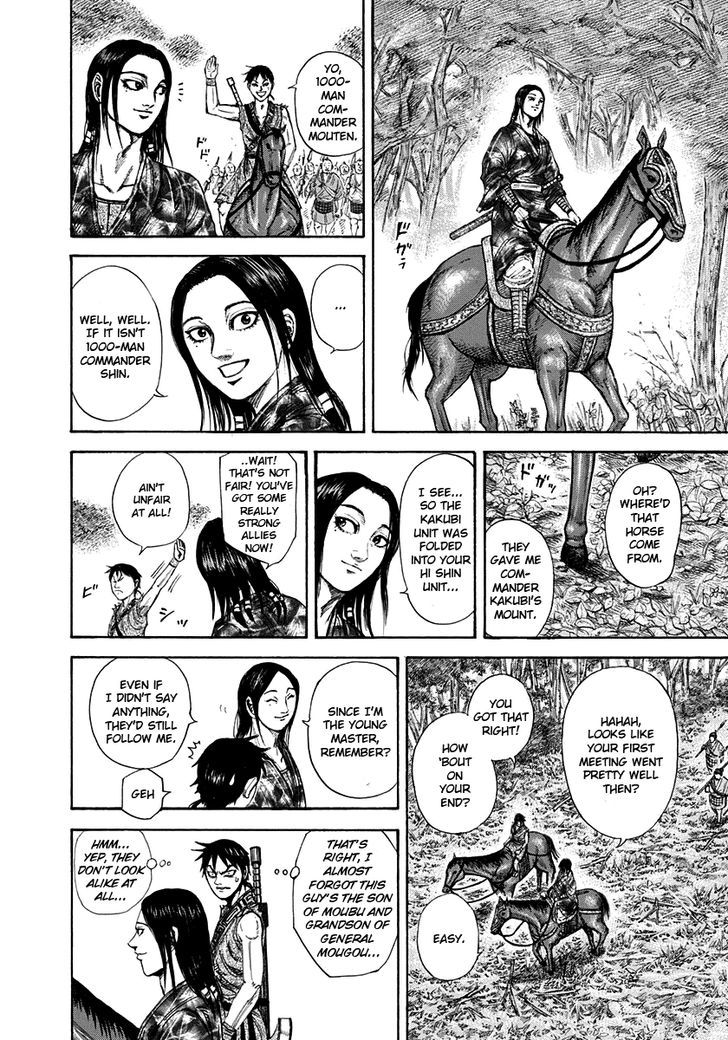 YO,
1000-
MAN
COM-
MANDER
MOUTEN.
ドド
...
WELL, WELL.
IF IT ISN'T
1000-MAN
COMMANDER
SHIN.
OH?
WHERE'D
THAT
HORSE
COME
FROM.
ドガッ
THEY
GAVE ME
COM-
MANDER
KAKUBI'S
MOUNT.
I
SEE...
SO THE
KAKUBI
UNIT WAS
FOLDED
INTO YOUR
HI SHIN
UNIT...
..WAIT!
THAT'S NOT
FAIR! YOU'VE
GOT SOME
REALLY
STRONG
ALLIES
NOW!
AIN'T
UNFAIR
AT ALL!
HAHAH,
LOOKS LIKE
YOUR FIRST
MEETING WENT
PRETTY WELL
THEN?
YOU
GOT THAT
RIGHT!
HOW
'BOUT
ON
YOUR
END?
EASY.
SINCE I'M
THE YOUNG
MASTER,
REMEMBER?
EVEN IF
I DIDN'T SAY
ANYTHING,
THEY'D STILL
FOLLOW ME.
GEH
THAT'S
RIGHT, I
ALMOST
FORGOT THIS
GUY'S THE SON
OF MOUBU AND
GRANDSON OF
GENERAL
MOUGOU...
HMM...
YEP, THEY
DON'T LOOK
ALIKE AT
ALL...